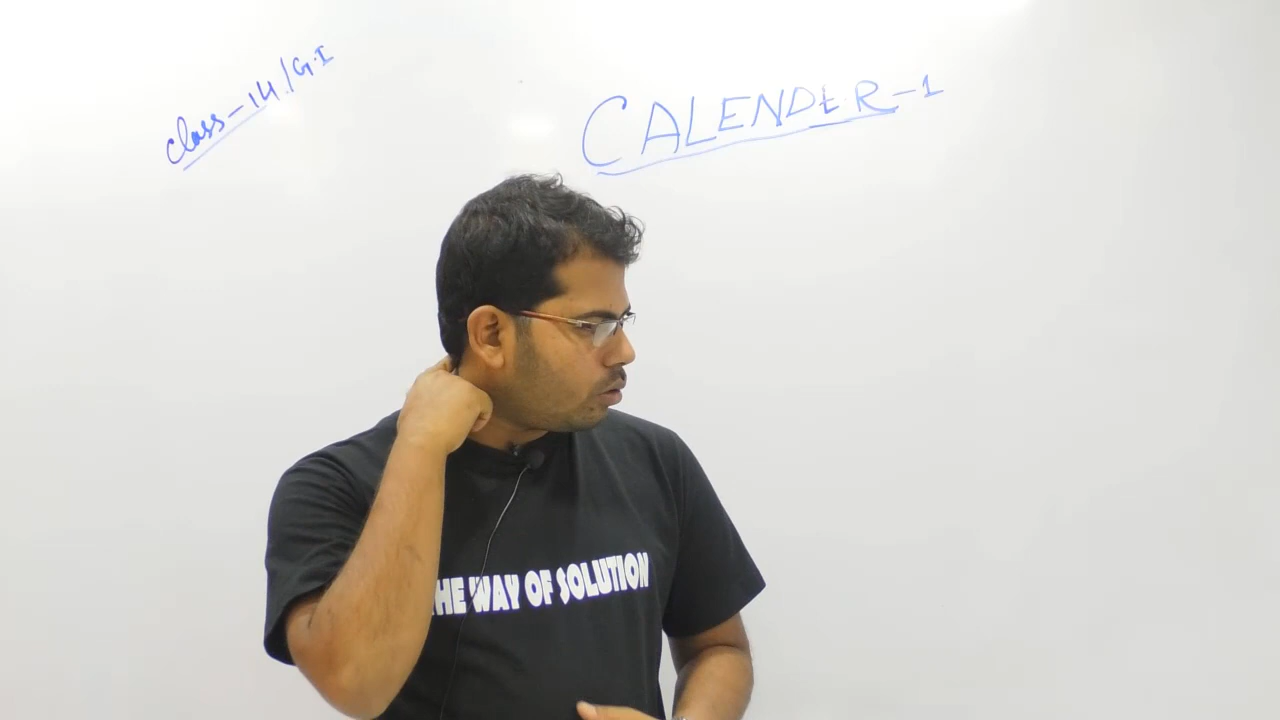 class-14/G.I
CALENDER-1
THE WAY OF SOLUTION